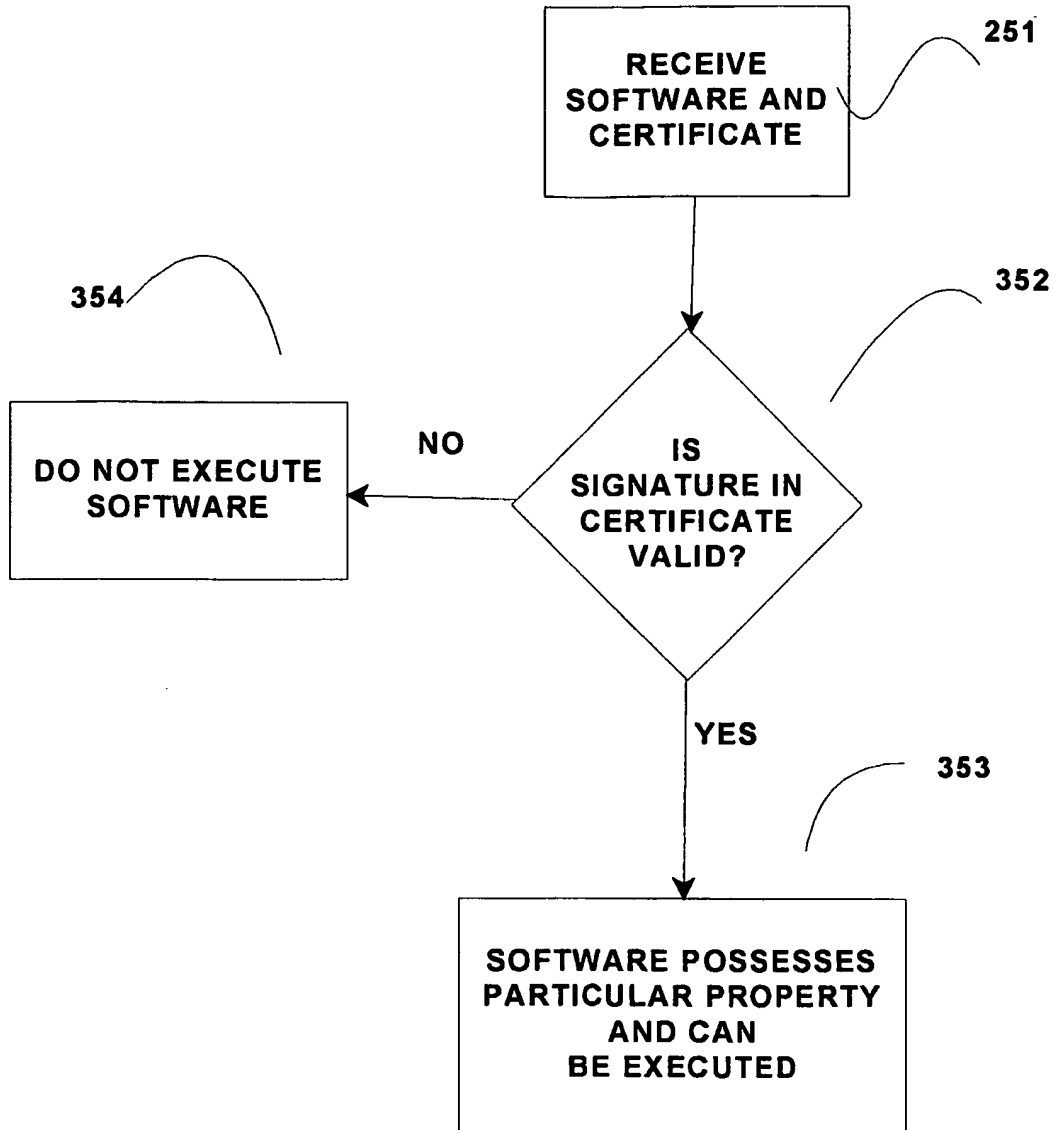 251
RECEIVE
SOFTWARE AND
CERTIFICATE
352
354
NO
IS
SIGNATURE IN
CERTIFICATE
VALID?
DO NOT EXECUTE
SOFTWARE
YES
353
SOFTWARE POSSESSES
PARTICULAR PROPERTY
AND CAN
BE EXECUTED